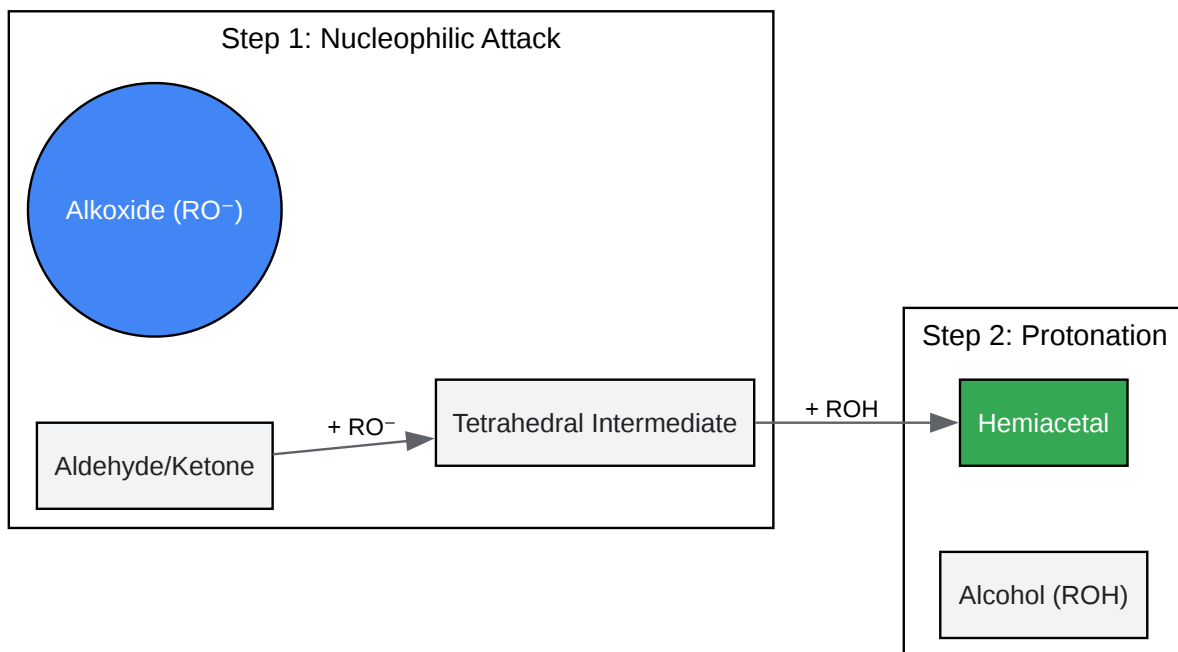 Step 1: Nucleophilic Attack
Alkoxide (RO⁻)
Aldehyde/Ketone
+ RO⁻
Tetrahedral Intermediate
+ ROH
Step 2: Protonation
Hemiacetal
Alcohol (ROH)